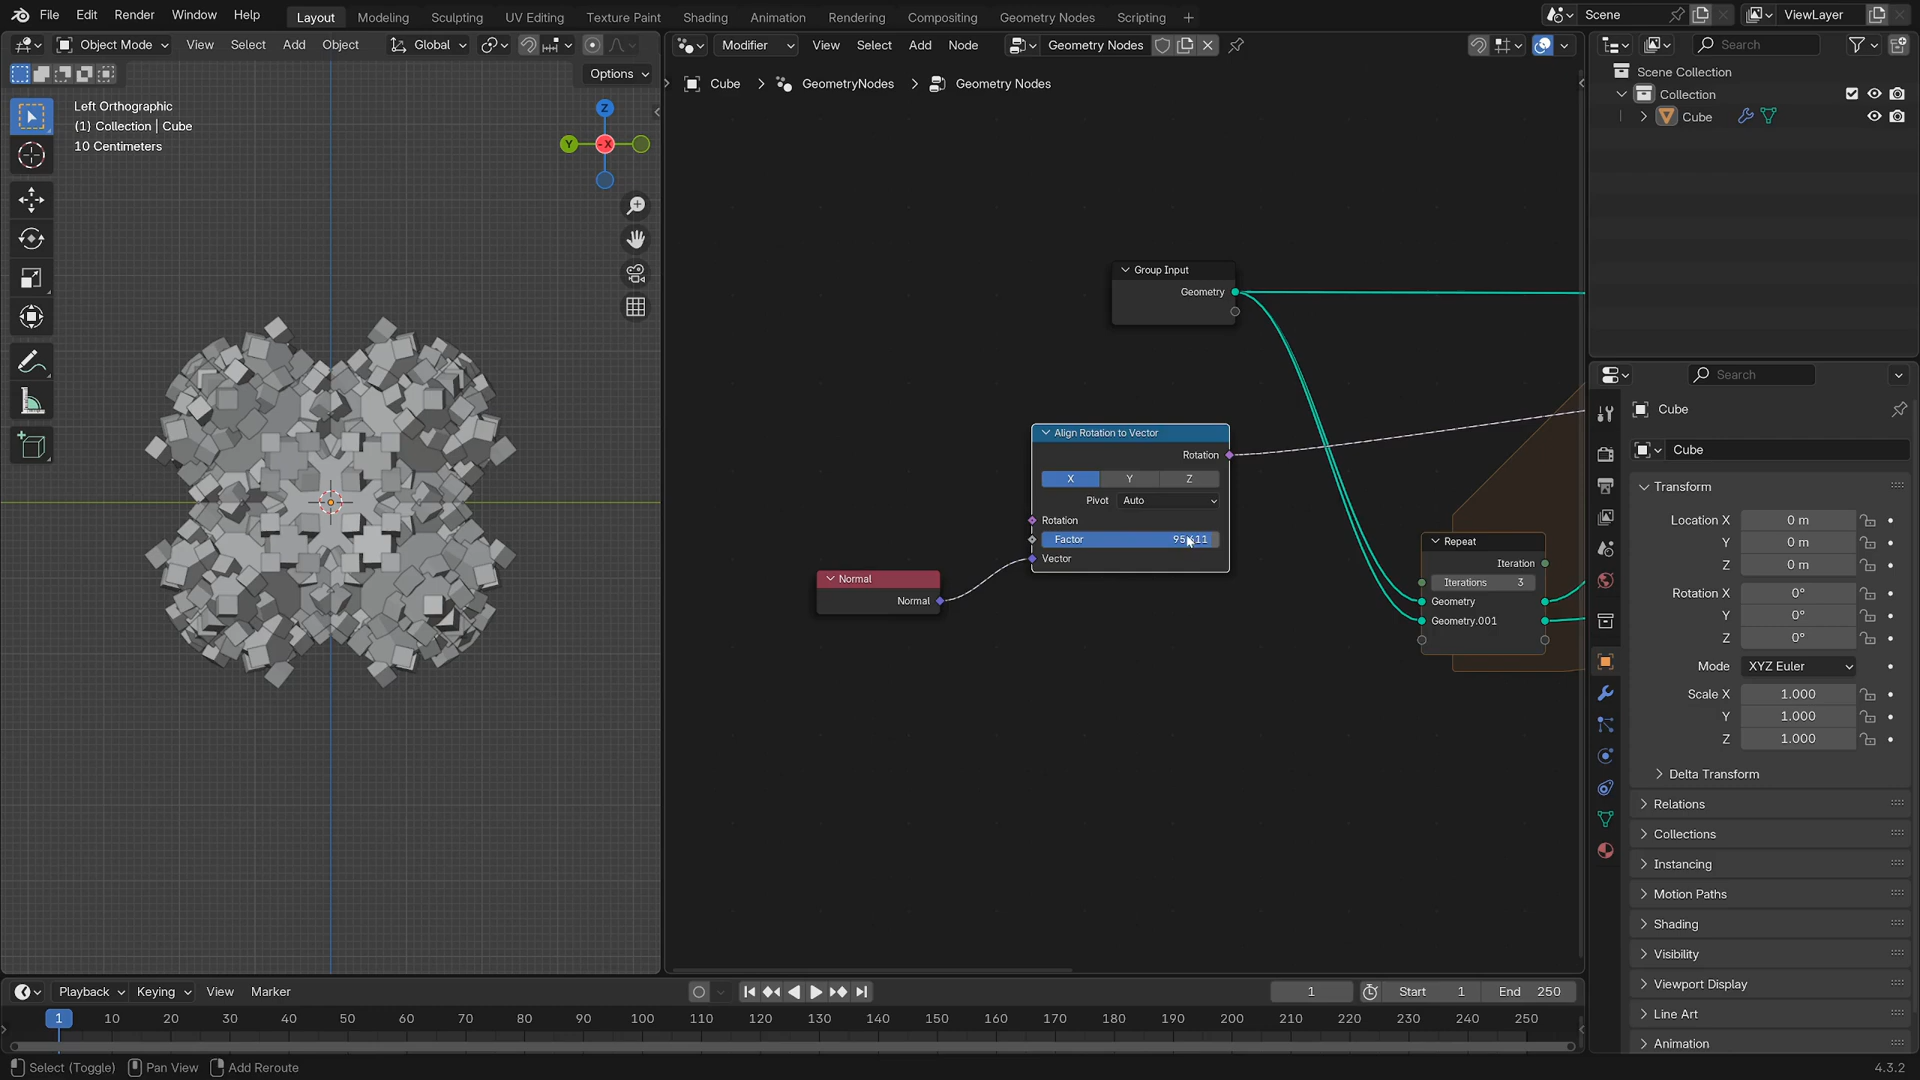 File Edit Render Window Help Layout Modeling Sculpting UV Editing Texture Paint Shading Animation Rendering Compositing Geometry Nodes Scripting + Scene ViewLayer
Object Mode View Select Add Object Global Modifier View Select Add Node Geometry Nodes Search
Options
Left Orthographic
(1) Collection | Cube
10 Centimeters
Z
Y
-X
Cube > GeometryNodes > Geometry Nodes
Scene Collection
Collection
Cube
Group Input
Geometry
Align Rotation to Vector
Rotation
X Y Z
Pivot Auto
Rotation
Factor
Vector
Normal
Normal
Repeat
Iteration
Iterations 3
Geometry
Geometry.001
Search
Cube
Cube
Transform
Location X 0 m
Y 0 m
Z 0 m
Rotation X 0°
Y 0°
Z 0°
Mode XYZ Euler
Scale X 1.000
Y 1.000
Z 1.000
Delta Transform
Relations
Collections
Instancing
Motion Paths
Shading
Visibility
Viewport Display
Line Art
Animation
Playback Keying View Marker 1 Start 1 End 250
1 10 20 30 40 50 60 70 80 90 100 110 120 130 140 150 160 170 180 190 200 210 220 230 240 250
Select (Toggle) Pan View Add Reroute 4.3.2